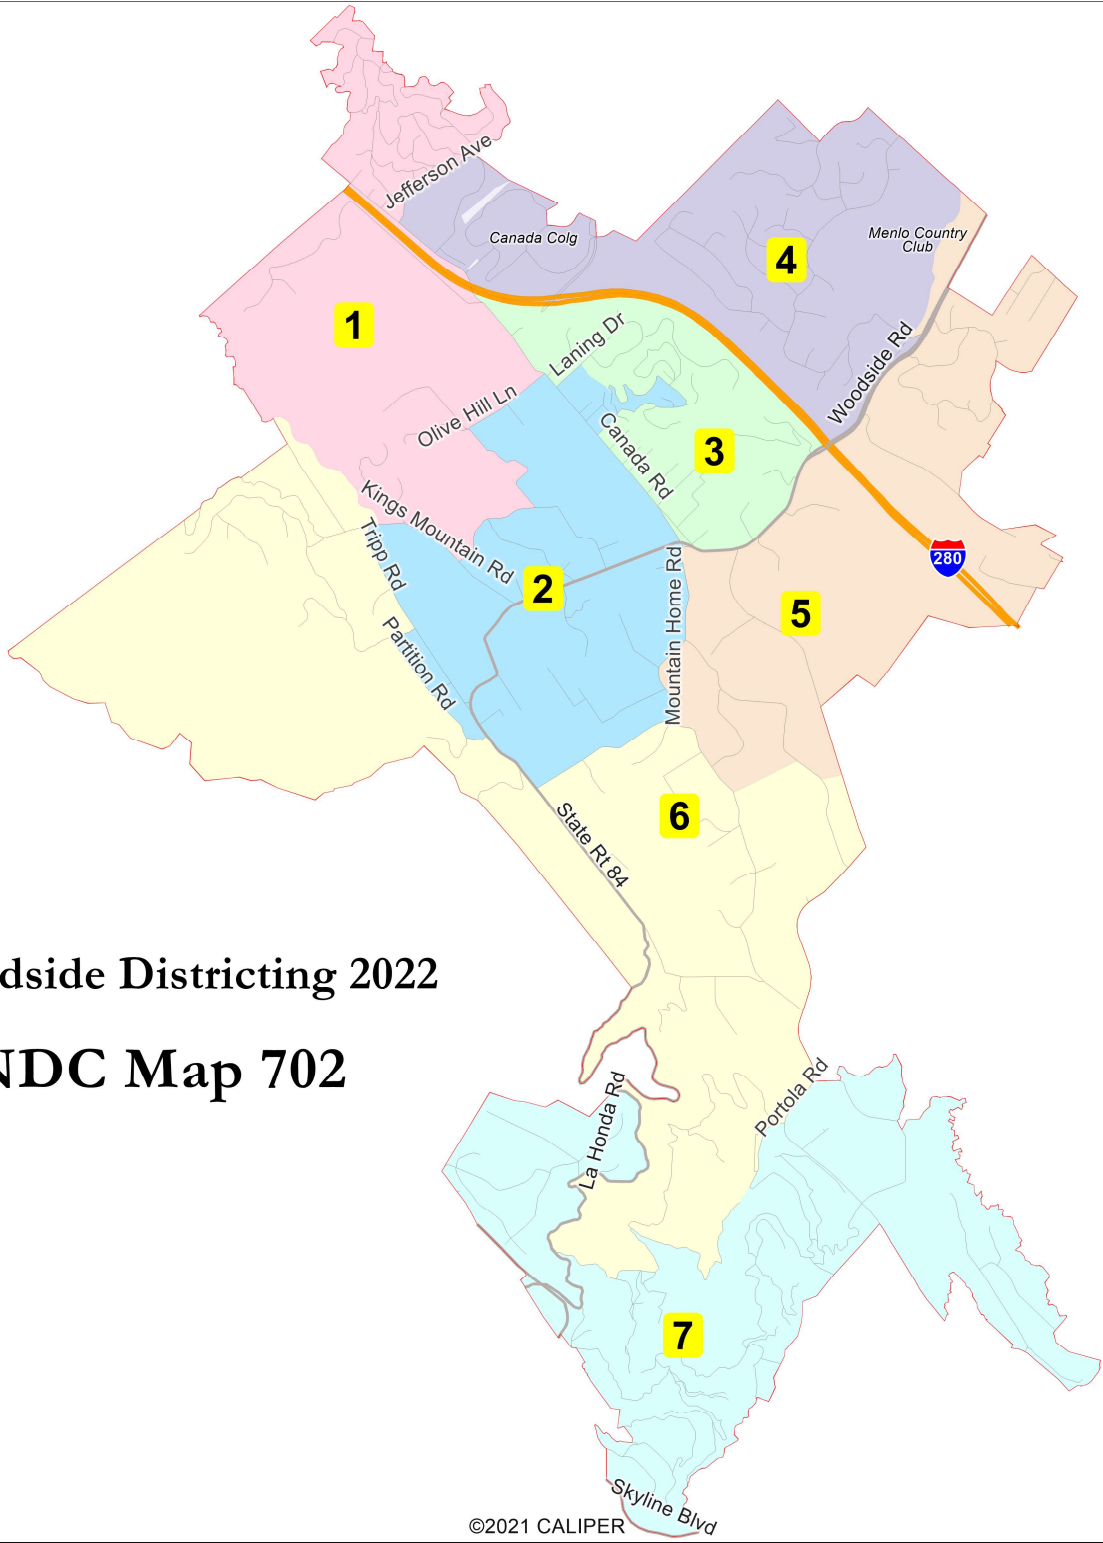 Jefferson Ave
Canada Colg
Menlo Country
Club
4
1
Laning Dr
Woodside Rd
Olive Hill Ln
Canada Rd
3
Kings Mountain Rd
Tripp Rd
280
2
Mountain Home Rd
5
Partition Rd
6
State Rt 84
dside Districting 2022
NDC Map 702
La Honda Rd
Portola Rd
7
Skyline Blvd
©2021 CALIPER